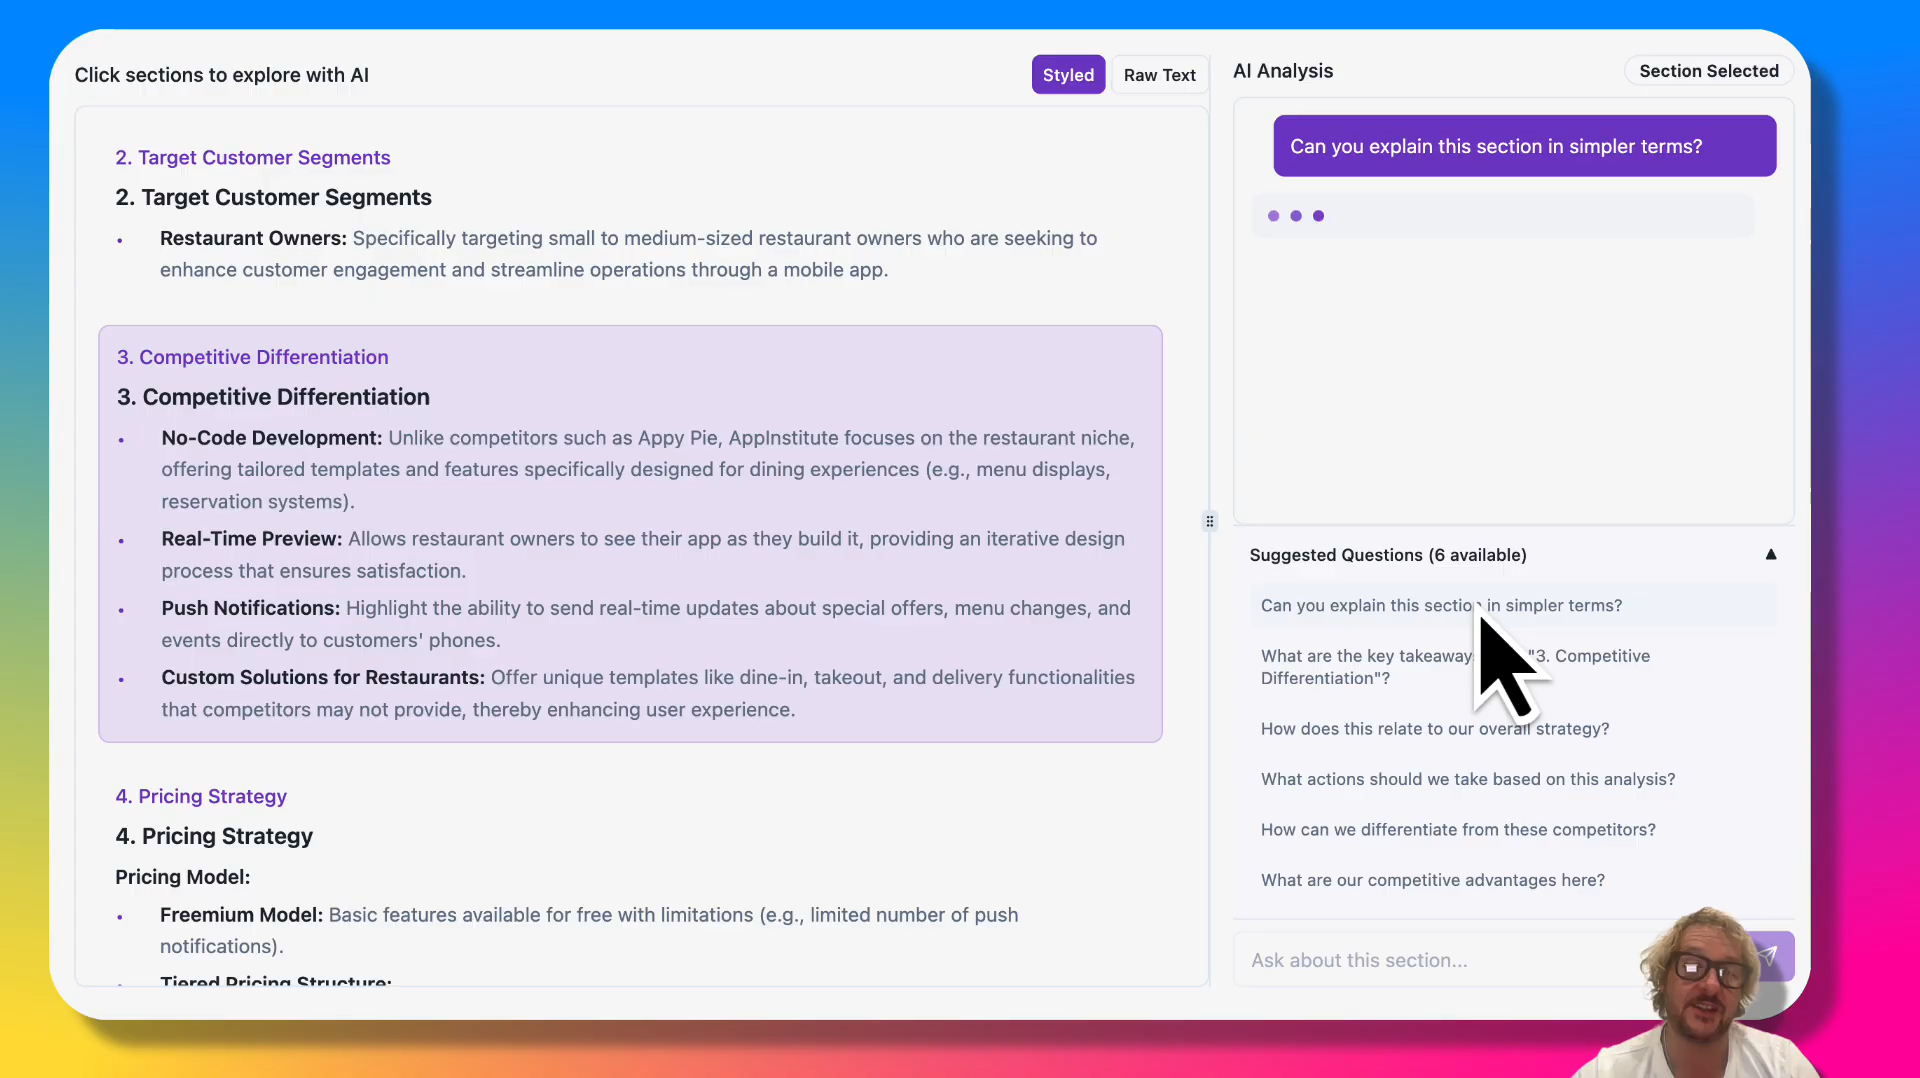 Click sections to explore with AI
Styled
Raw Text
2. Target Customer Segments
2. Target Customer Segments
• Restaurant Owners: Specifically targeting small to medium-sized restaurant owners who are seeking to
enhance customer engagement and streamline operations through a mobile app.
3. Competitive Differentiation
3. Competitive Differentiation
• No-Code Development: Unlike competitors such as Appy Pie, AppInstitute focuses on the restaurant niche,
offering tailored templates and features specifically designed for dining experiences (e.g., menu displays,
reservation systems).
• Real-Time Preview: Allows restaurant owners to see their app as they build it, providing an iterative design
process that ensures satisfaction.
• Push Notifications: Highlight the ability to send real-time updates about special offers, menu changes, and
events directly to customers' phones.
• Custom Solutions for Restaurants: Offer unique templates like dine-in, takeout, and delivery functionalities
that competitors may not provide, thereby enhancing user experience.
4. Pricing Strategy
4. Pricing Strategy
Pricing Model:
• Freemium Model: Basic features available for free with limitations (e.g., limited number of push
notifications).
• Tiered Pricing Structure:
AI Analysis
Section Selected
Can you explain this section in simpler terms?
Suggested Questions (6 available)
Can you explain this section in simpler terms?
What are the key takeaways "3. Competitive
Differentiation"?
How does this relate to our overall strategy?
What actions should we take based on this analysis?
How can we differentiate from these competitors?
What are our competitive advantages here?
Ask about this section...